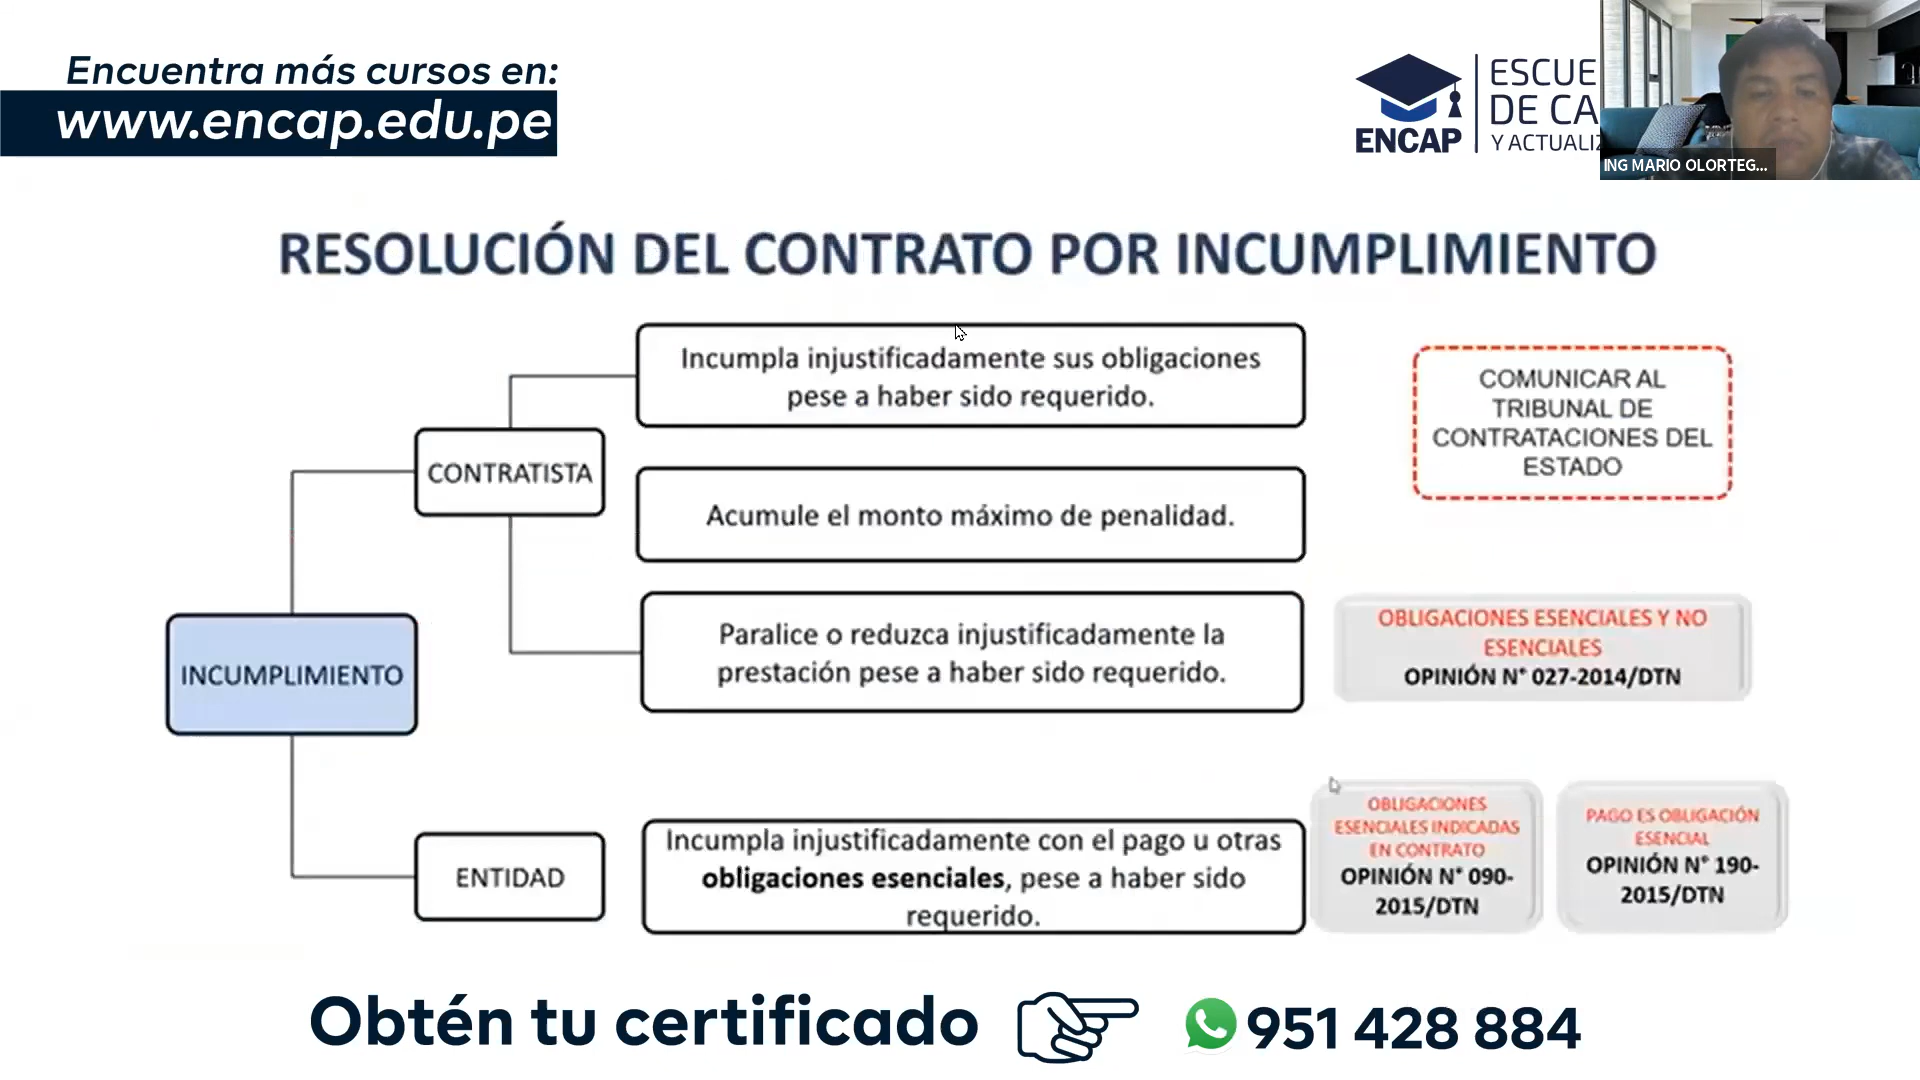 Encuentra más cursos en:
www.encap.edu.pe
ENCAP
ESCUE
DE CA
Y ACTUALIZ
ING MARIO OLORTEG...
RESOLUCIÓN DEL CONTRATO POR INCUMPLIMIENTO
Incumpla injustificadamente sus obligaciones
pese a haber sido requerido.
COMUNICAR AL
TRIBUNAL DE
CONTRATACIONES DEL
ESTADO
CONTRATISTA
Acumule el monto máximo de penalidad.
Paralice o reduzca injustificadamente la
prestación pese a haber sido requerido.
OBLIGACIONES ESENCIALES Y NO
ESENCIALES
OPINIÓN N° 027-2014/DTN
INCUMPLIMIENTO
ENTIDAD
Incumpla injustificadamente con el pago u otras
obligaciones esenciales, pese a haber sido
requerido.
OBLIGACIONES
ESENCIALES INDICADAS
EN CONTRATO
OPINIÓN N° 090-
2015/DTN
PAGO ES OBLIGACIÓN
ESENCIAL
OPINIÓN N° 190-
2015/DTN
Obtén tu certificado
951 428 884